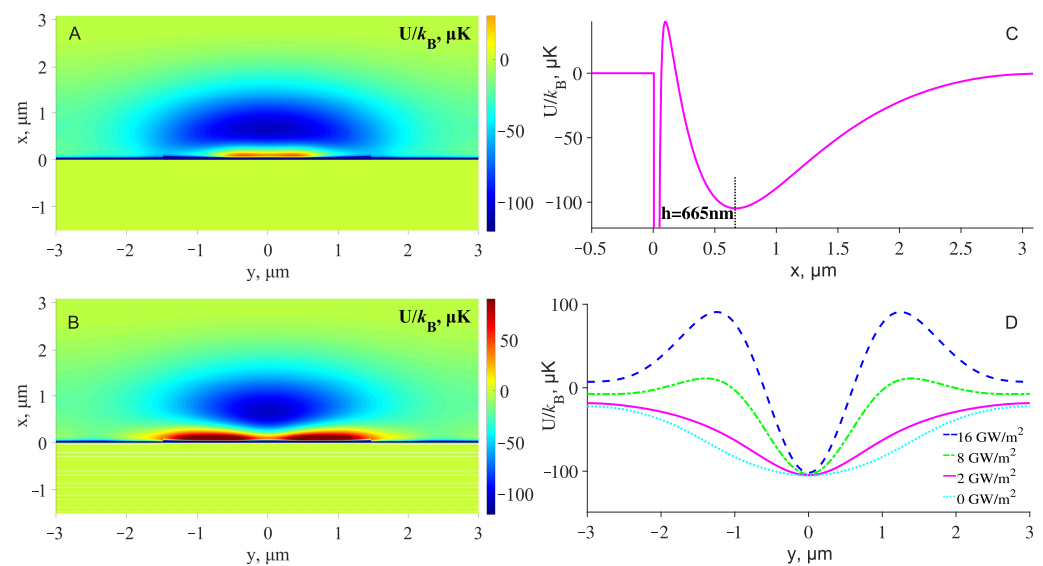 A
U/kB, μK
3
2
1
0
−1
x, μm
−3
−2
−1
0
1
2
3
y, μm
0
−50
−100
C
U/kB, μK
0
−50
−100
h=665nm
−0.5
0
0.5
1
1.5
2
2.5
3
x, μm
B
U/kB, μK
3
2
1
0
−1
x, μm
−3
−2
−1
0
1
2
3
y, μm
50
0
−50
−100
D
U/kB, μK
100
0
−100
16 GW/m²
8 GW/m²
2 GW/m²
0 GW/m²
−3
−2
−1
0
1
2
3
y, μm